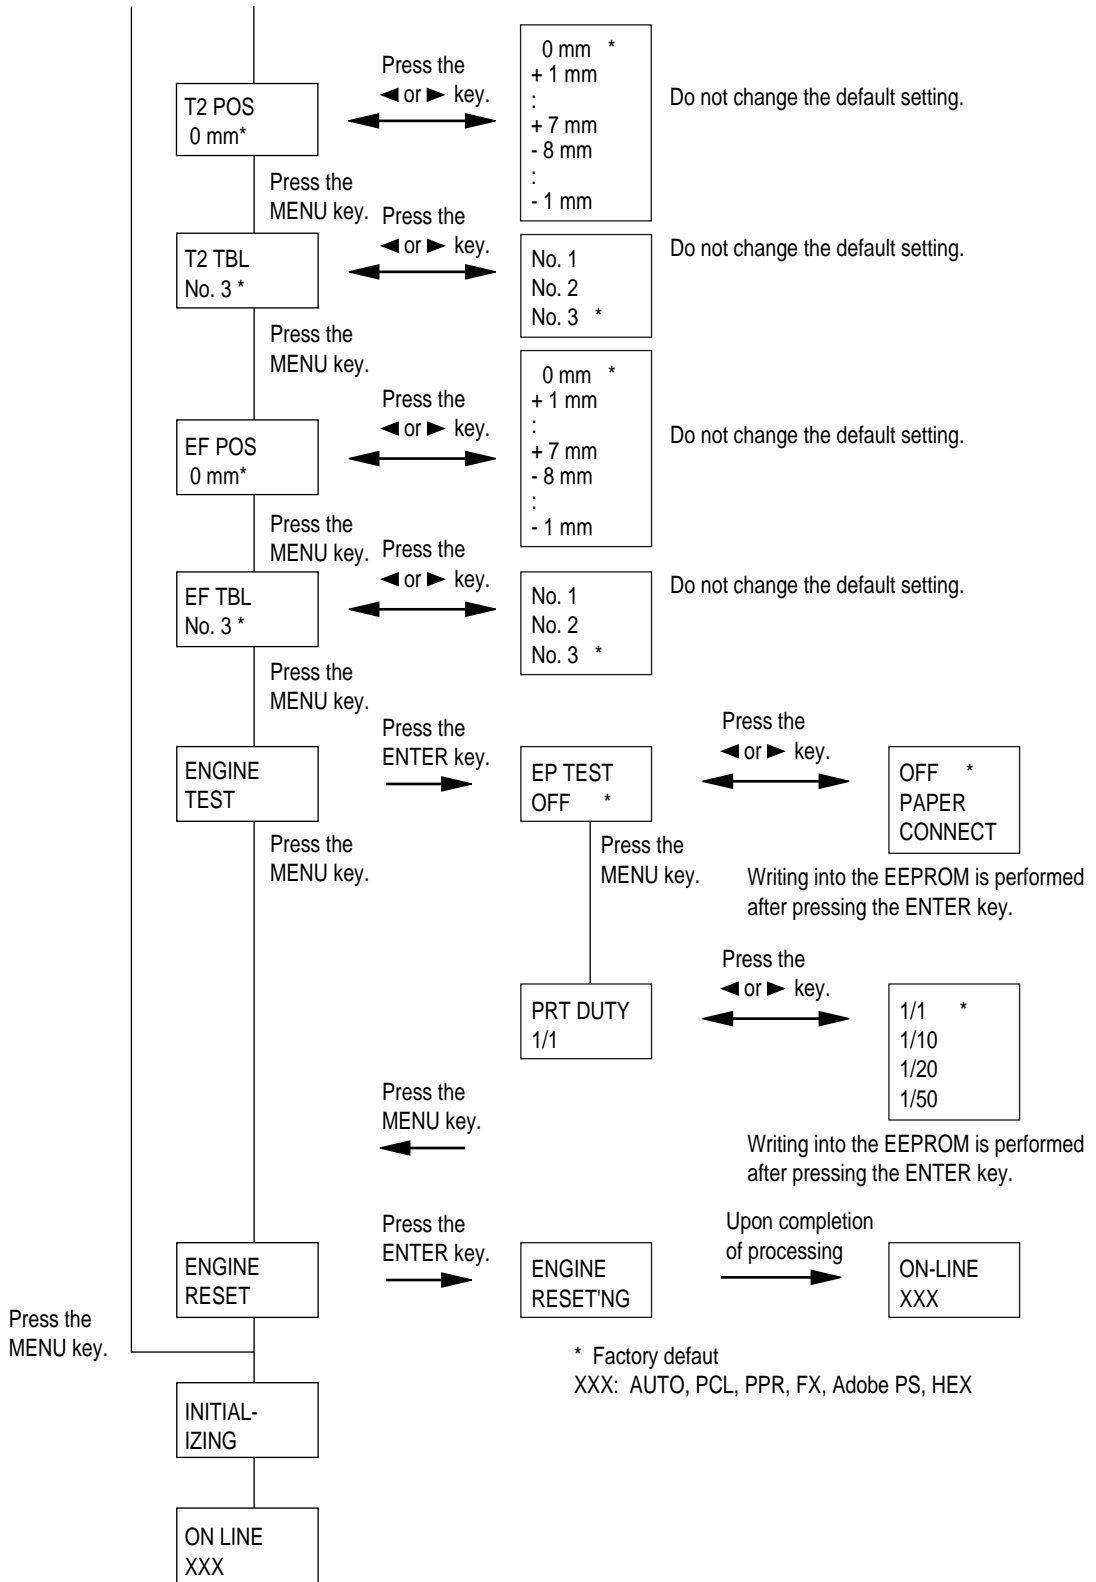 Press the
◄ or ► key.
T2 POS
0 mm*
0 mm *
+ 1 mm
:
+ 7 mm
- 8 mm
:
- 1 mm
Do not change the default setting.
Press the
MENU key.
Press the
◄ or ► key.
T2 TBL
No. 3 *
No. 1
No. 2
No. 3 *
Do not change the default setting.
Press the
MENU key.
Press the
◄ or ► key.
EF POS
0 mm*
0 mm *
+ 1 mm
:
+ 7 mm
- 8 mm
:
- 1 mm
Do not change the default setting.
Press the
MENU key.
Press the
◄ or ► key.
EF TBL
No. 3 *
No. 1
No. 2
No. 3 *
Do not change the default setting.
Press the
MENU key.
Press the
ENTER key.
ENGINE
TEST
EP TEST
OFF *
Press the
◄ or ► key.
OFF *
PAPER
CONNECT
Press the
MENU key.
Press the
MENU key.
Writing into the EEPROM is performed
after pressing the ENTER key.
PRT DUTY
1/1
Press the
◄ or ► key.
1/1 *
1/10
1/20
1/50
Press the
MENU key.
Writing into the EEPROM is performed
after pressing the ENTER key.
ENGINE
RESET
Press the
ENTER key.
ENGINE
RESET'NG
Upon completion
of processing
ON-LINE
XXX
Press the
MENU key.
* Factory defaut
XXX: AUTO, PCL, PPR, FX, Adobe PS, HEX
INITIAL-
IZING
ON LINE
XXX